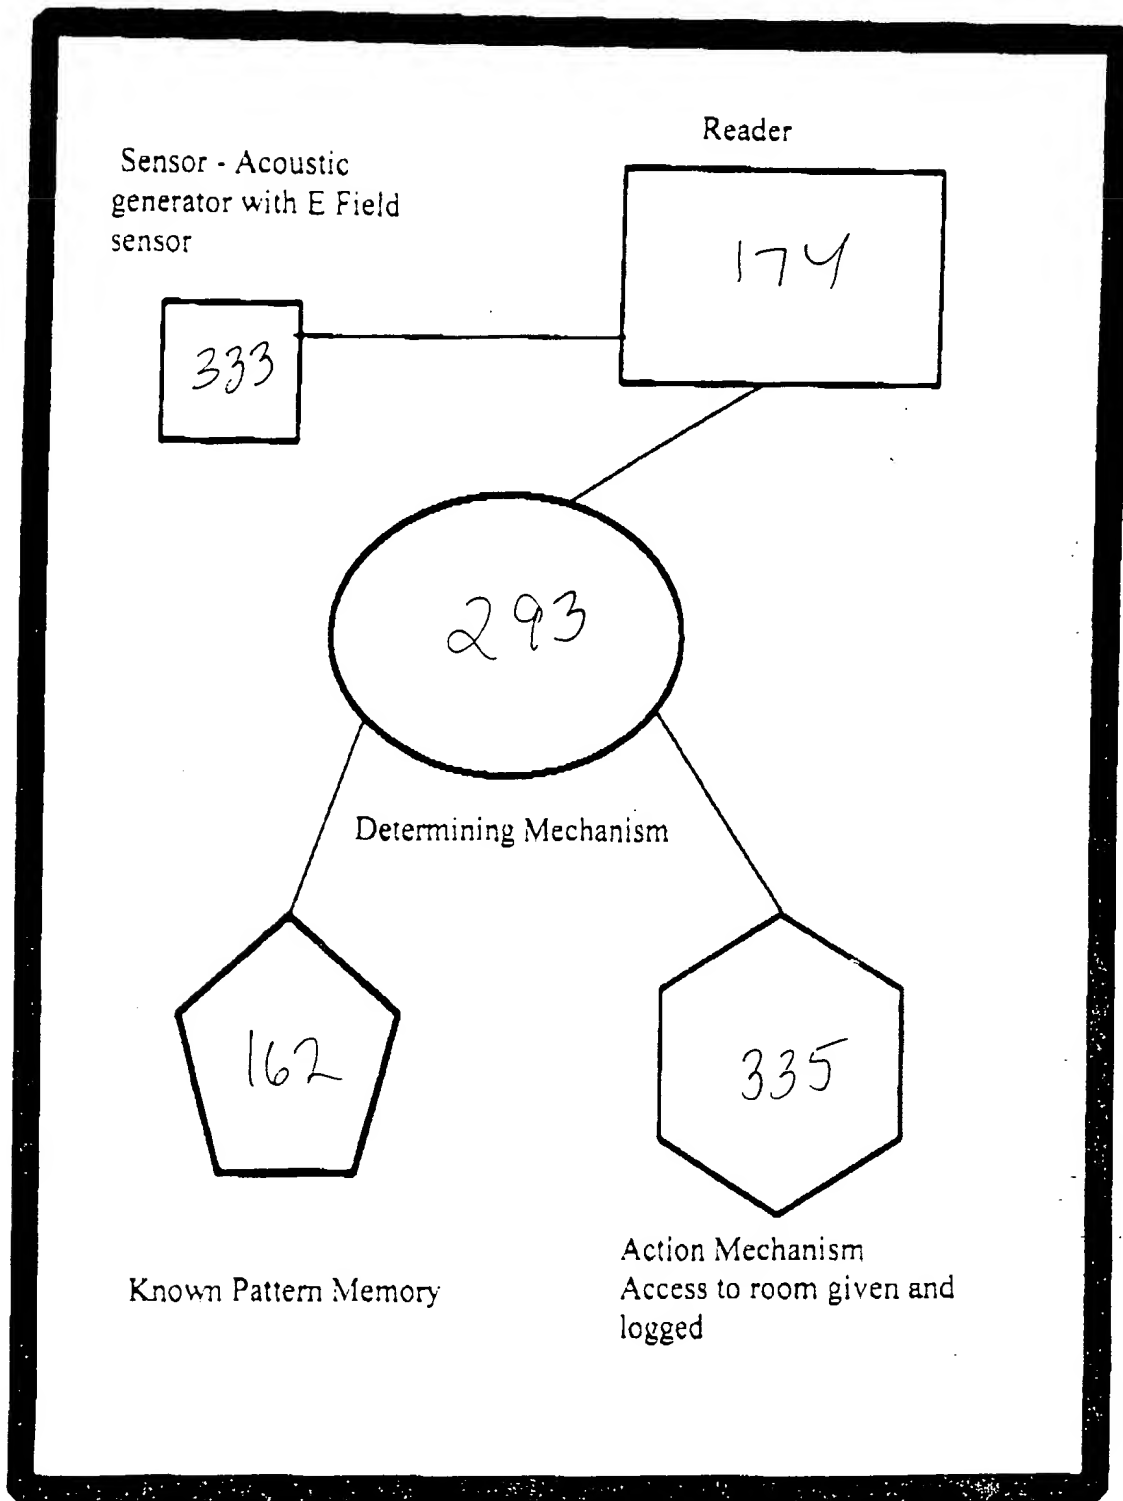 Reader
Sensor - Acoustic
generator with E Field
sensor
174
333
293
Determining Mechanism
162
335
Known Pattern Memory
Action Mechanism
Access to room given and
logged